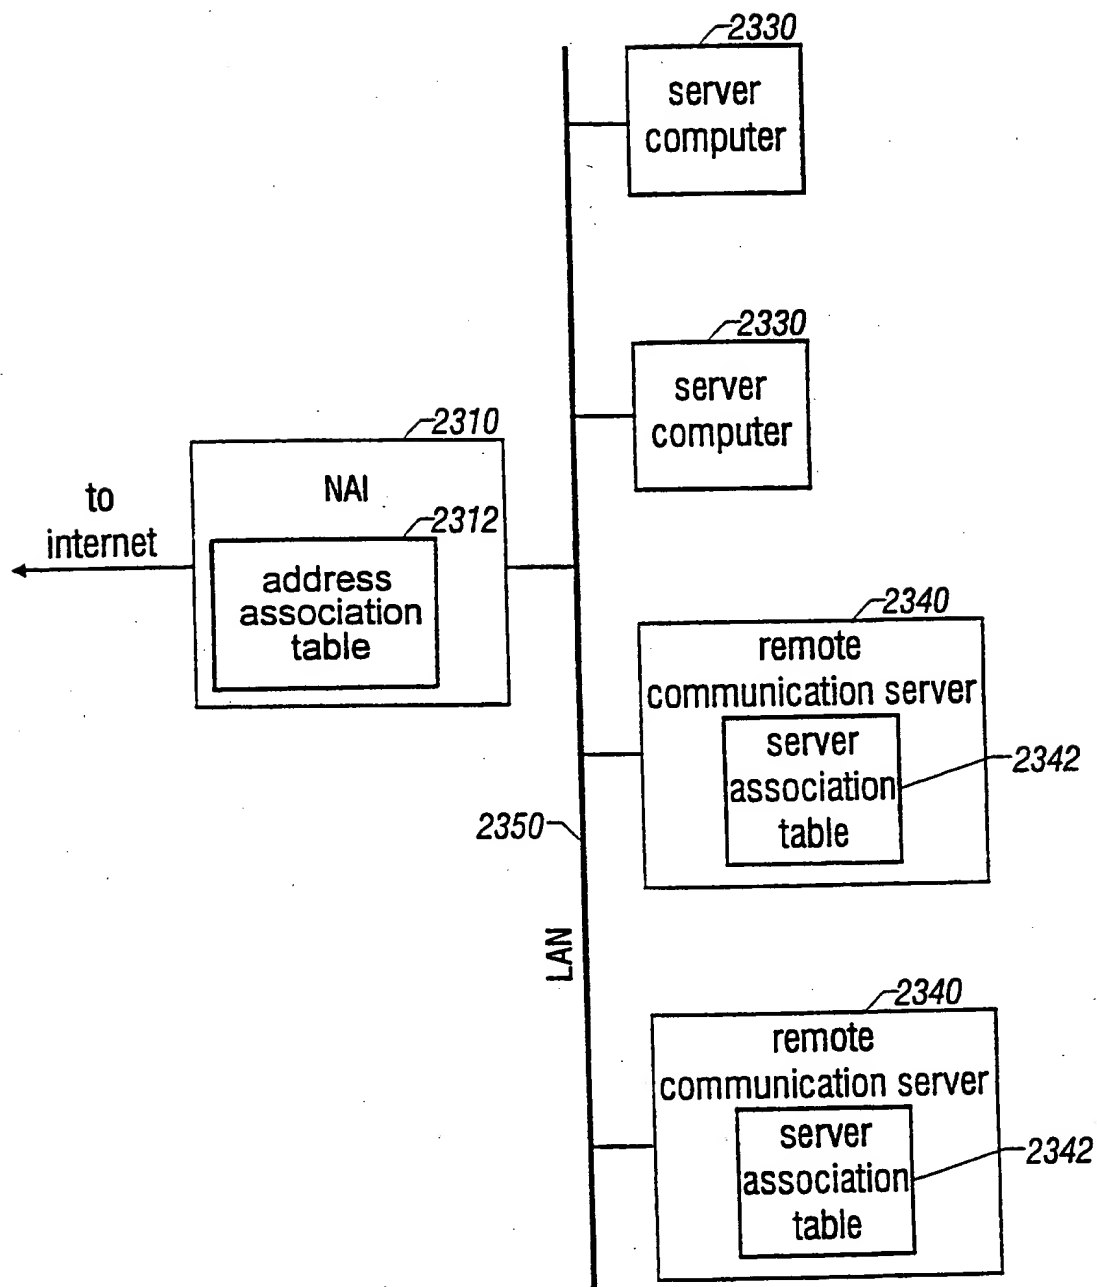 2330
server
computer
2330
server
computer
2310
NAI
to
internet
2312
address
association
table
2340
remote
communication server
server
association
table
2342
2350
LAN
2340
remote
communication server
server
association
table
2342